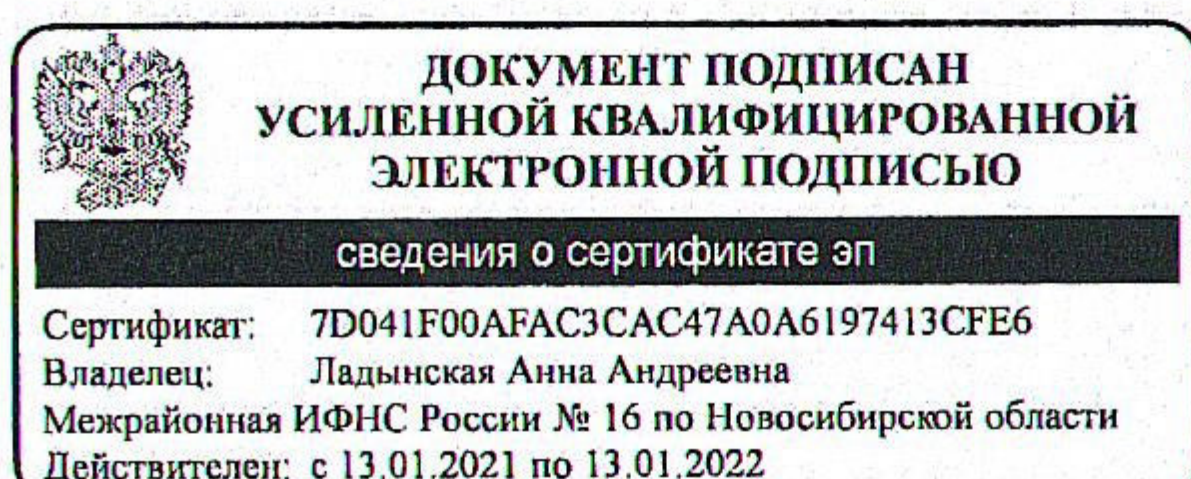 ДОКУМЕНТ ПОДПИСАН
УСИЛЕННОЙ КВАЛИФИЦИРОВАННОЙ
ЭЛЕКТРОННОЙ ПОДПИСЬЮ
сведения о сертификате эп
Сертификат: 7D041F00AFAC3CAC47A0A6197413CFE6
Владелец: Ладынская Анна Андреевна
Межрайонная ИФНС России № 16 по Новосибирской области
Действителен: с 13.01.2021 по 13.01.2022